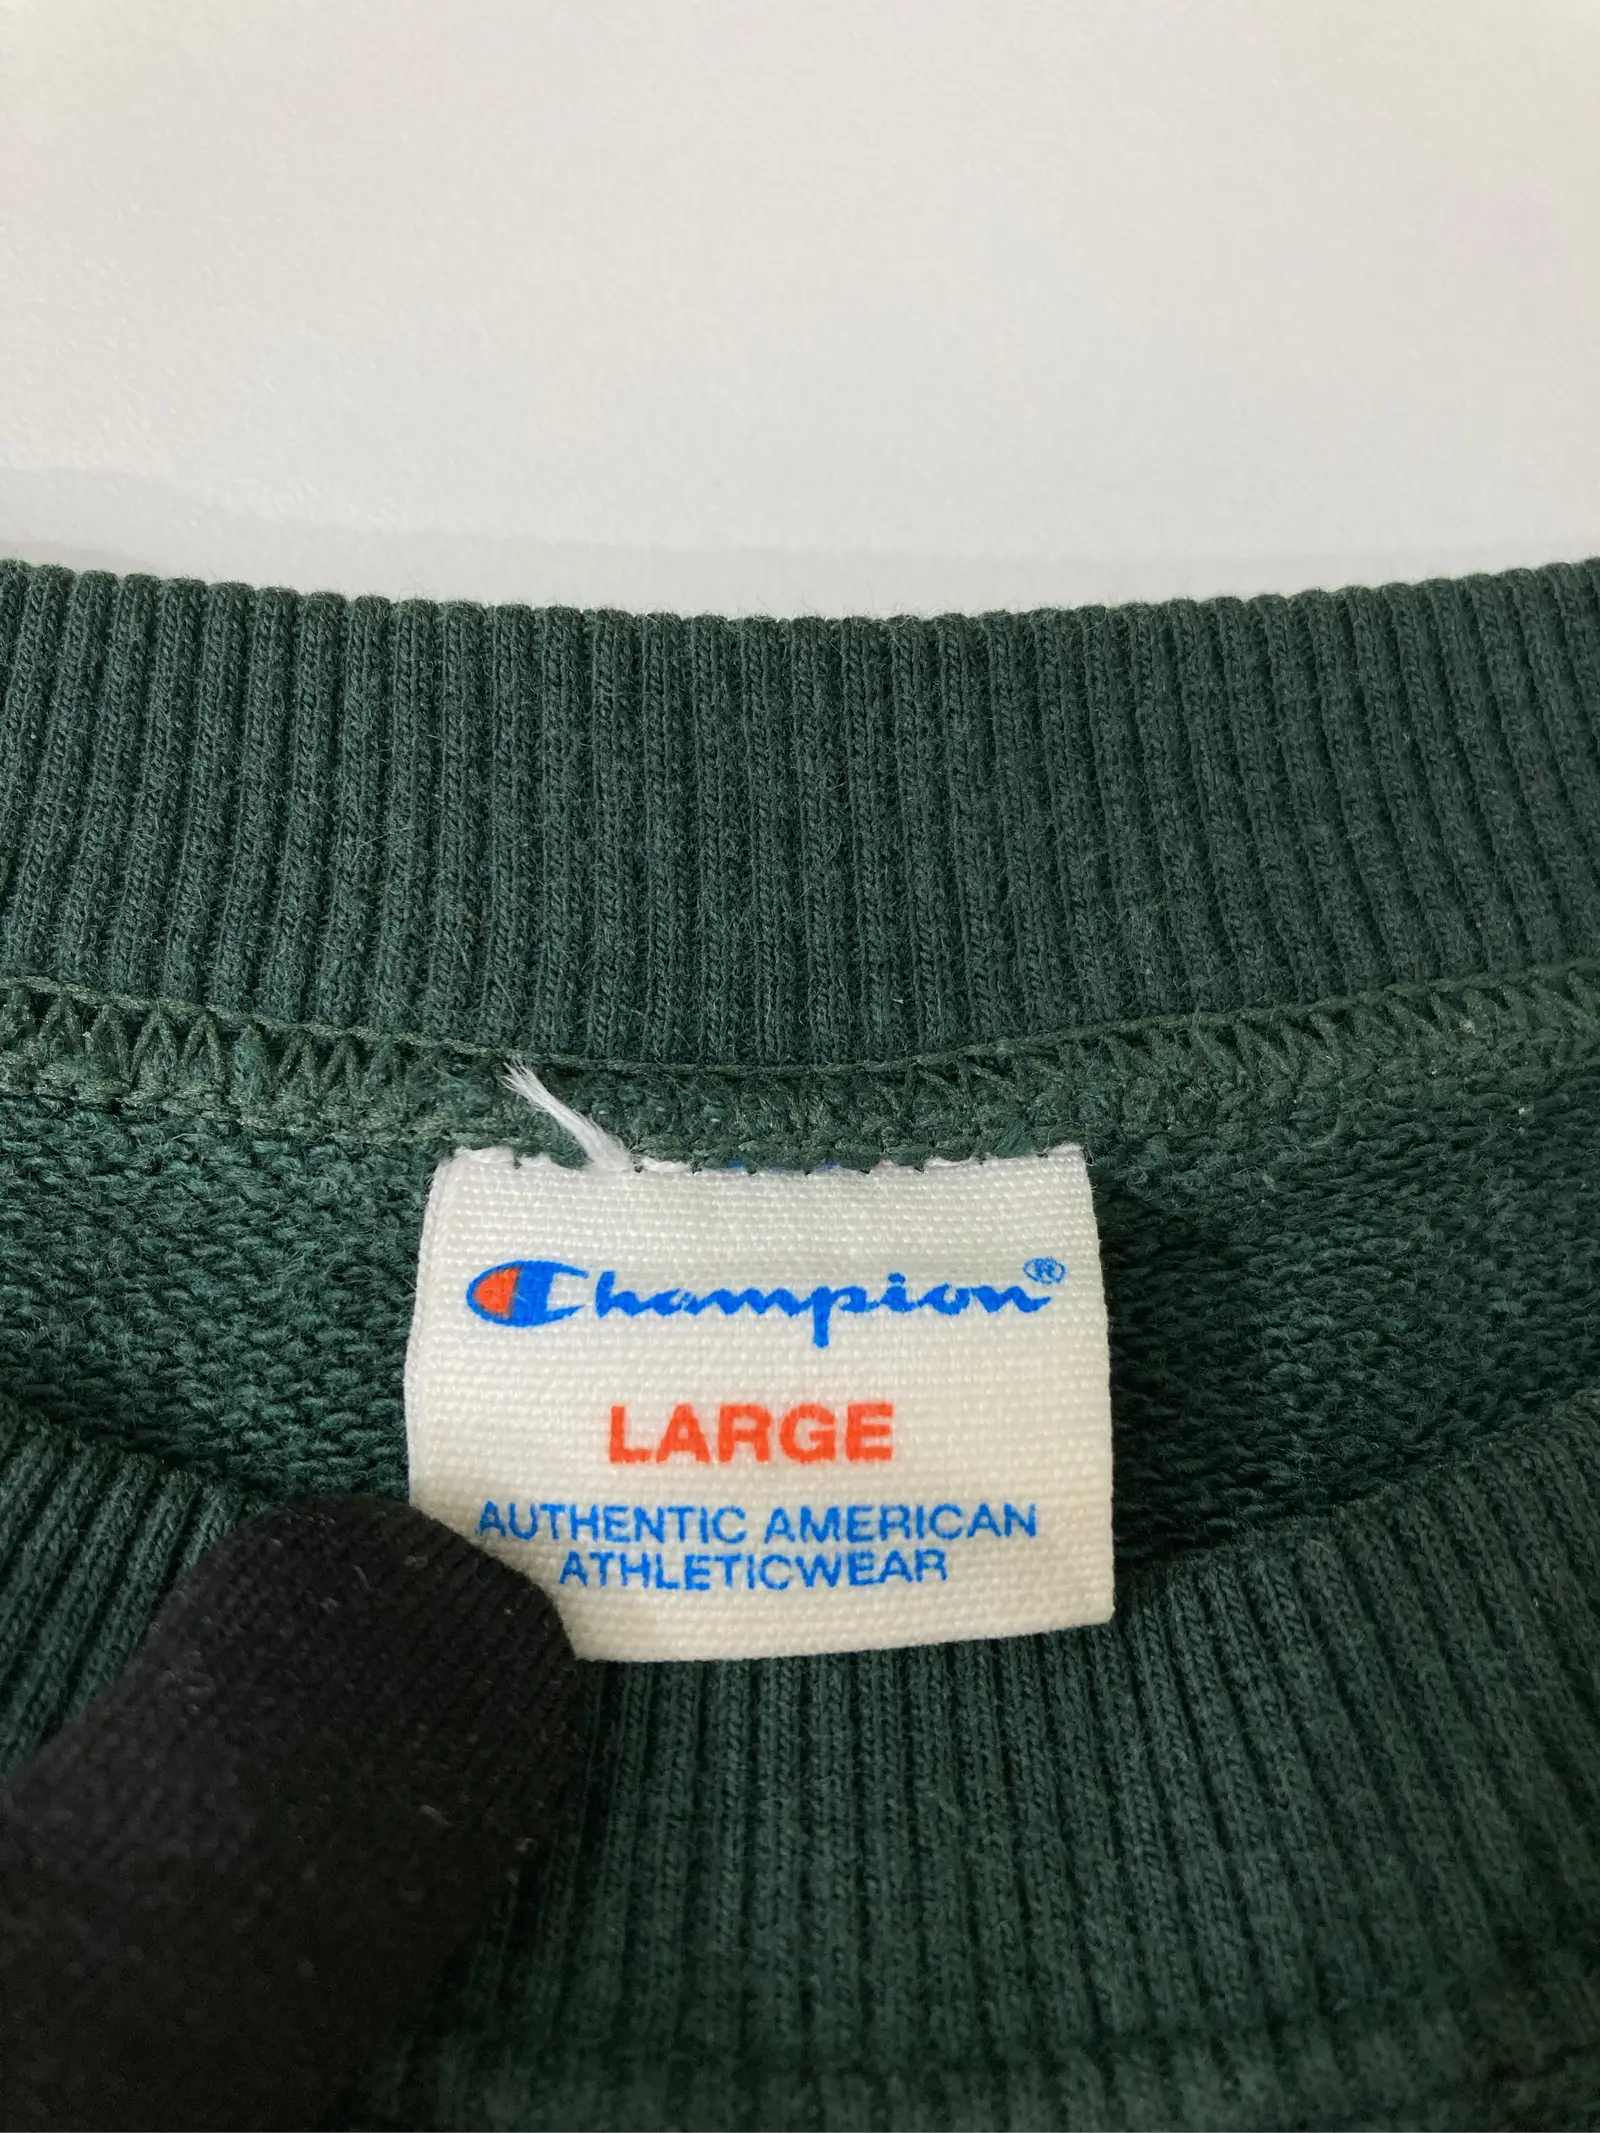 Champion®
LARGE
AUTHENTIC AMERICAN
ATHLETICWEAR